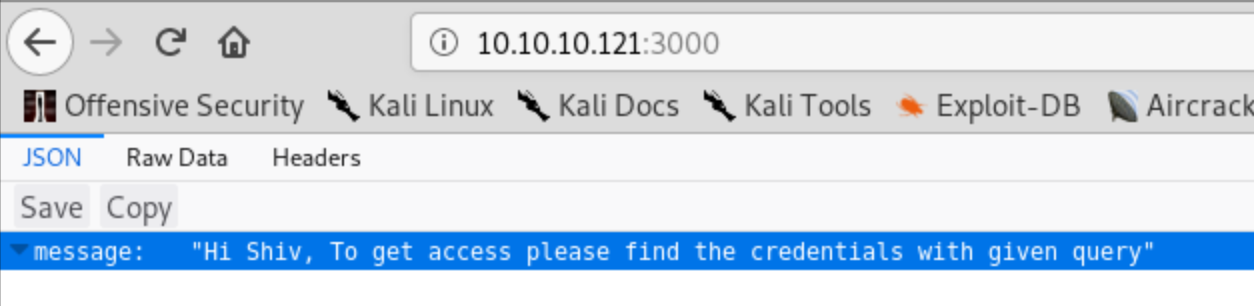 10.10.10.121:3000
Offensive Security Kali Linux Kali Docs Kali Tools Exploit-DB Aircrack
JSON Raw Data Headers
Save Copy
message: "Hi Shiv, To get access please find the credentials with given query"